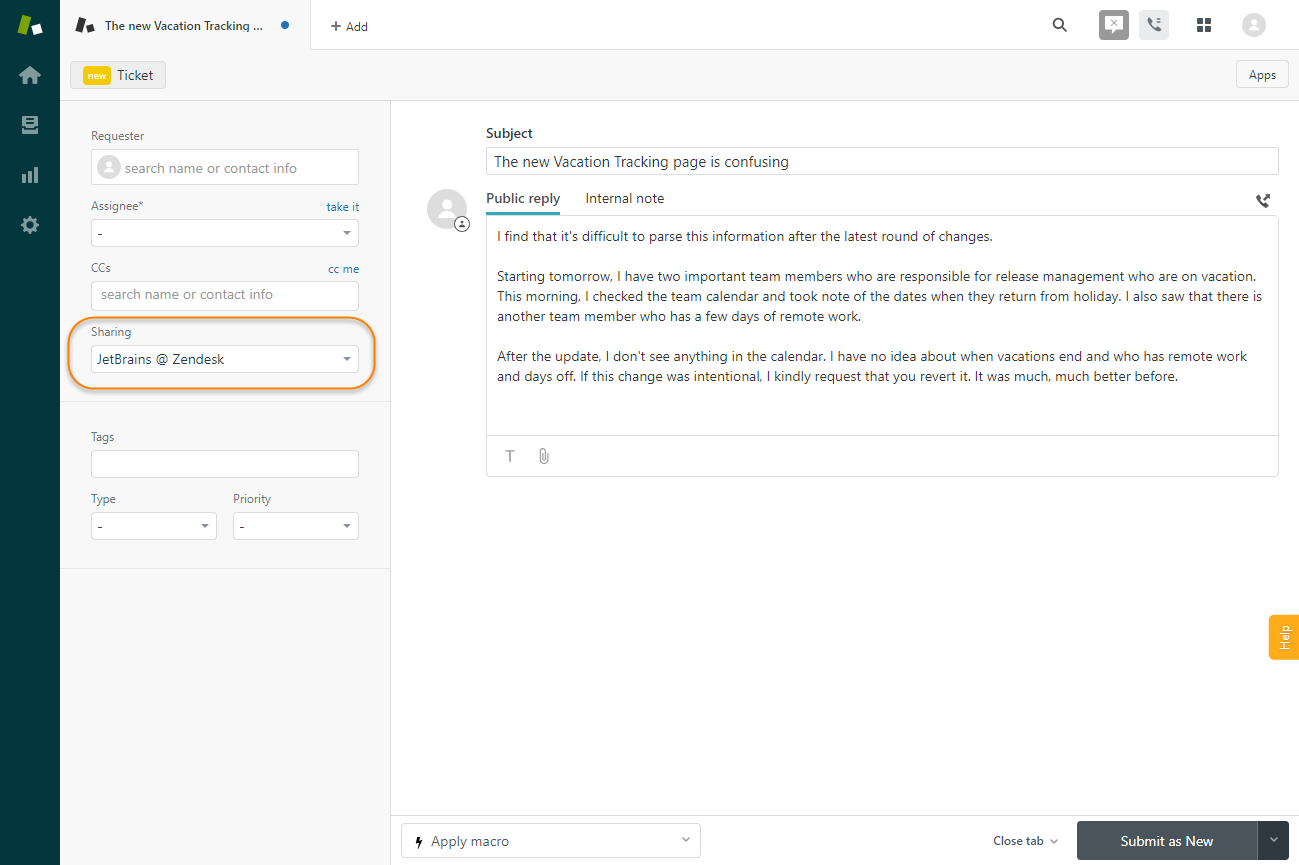 The new Vacation Tracking ...
+ Add
new Ticket
Apps
Requester
search name or contact info
Assignee*
take it
-
CCs
cc me
search name or contact info
Sharing
JetBrains @ Zendesk
Tags
Type
Priority
-
-
Subject
The new Vacation Tracking page is confusing
Public reply
Internal note
I find that it's difficult to parse this information after the latest round of changes.
Starting tomorrow, I have two important team members who are responsible for release management who are on vacation.
This morning, I checked the team calendar and took note of the dates when they return from holiday. I also saw that there is
another team member who has a few days of remote work.
After the update, I don't see anything in the calendar. I have no idea about when vacations end and who has remote work
and days off. If this change was intentional, I kindly request that you revert it. It was much, much better before.
T
Help
Apply macro
Close tab
Submit as New